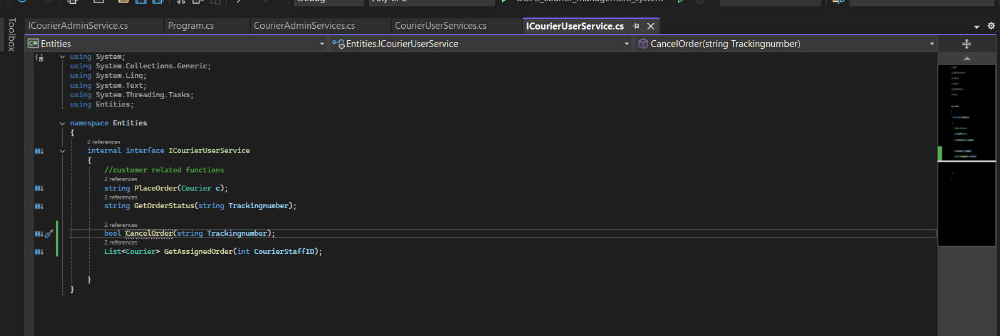 Debug
Toolbox
ICourierAdminService.cs
Program.cs
CourierAdminServices.cs
CourierUserServices.cs
ICourierUserService.cs
C# Entities
Entities.ICourierUserService
CancelOrder(string Trackingnumber)
using System;
using System.Collections.Generic;
using System.Linq;
using System.Text;
using System.Threading.Tasks;
using Entities;
namespace Entities
{
2 references
internal interface ICourierUserService
{
//customer related functions
2 references
string PlaceOrder(Courier c);
2 references
string GetOrderStatus(string Trackingnumber);
2 references
bool CancelOrder(string Trackingnumber);
2 references
List<Courier> GetAssignedOrder(int CourierStaffID);
}
}